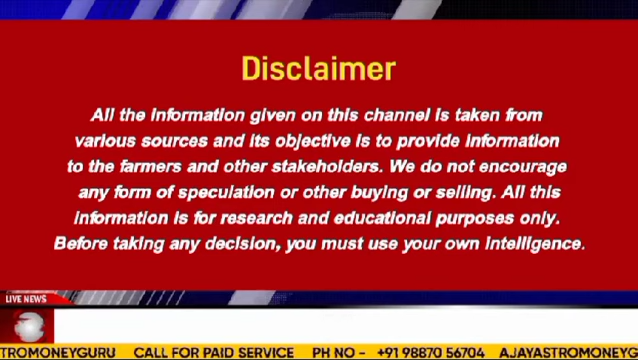 Disclaimer
All the information given on this channel is taken from
various sources and its objective is to provide information
to the farmers and other stakeholders. We do not encourage
any form of speculation or other buying or selling. All this
information is for research and educational purposes only.
Before taking any decision, you must use your own intelligence.
LIVE NEWS
TROMONEYGURU CALL FOR PAID SERVICE PH NO - +91 98870 56704 AJAYASTROMONEYG